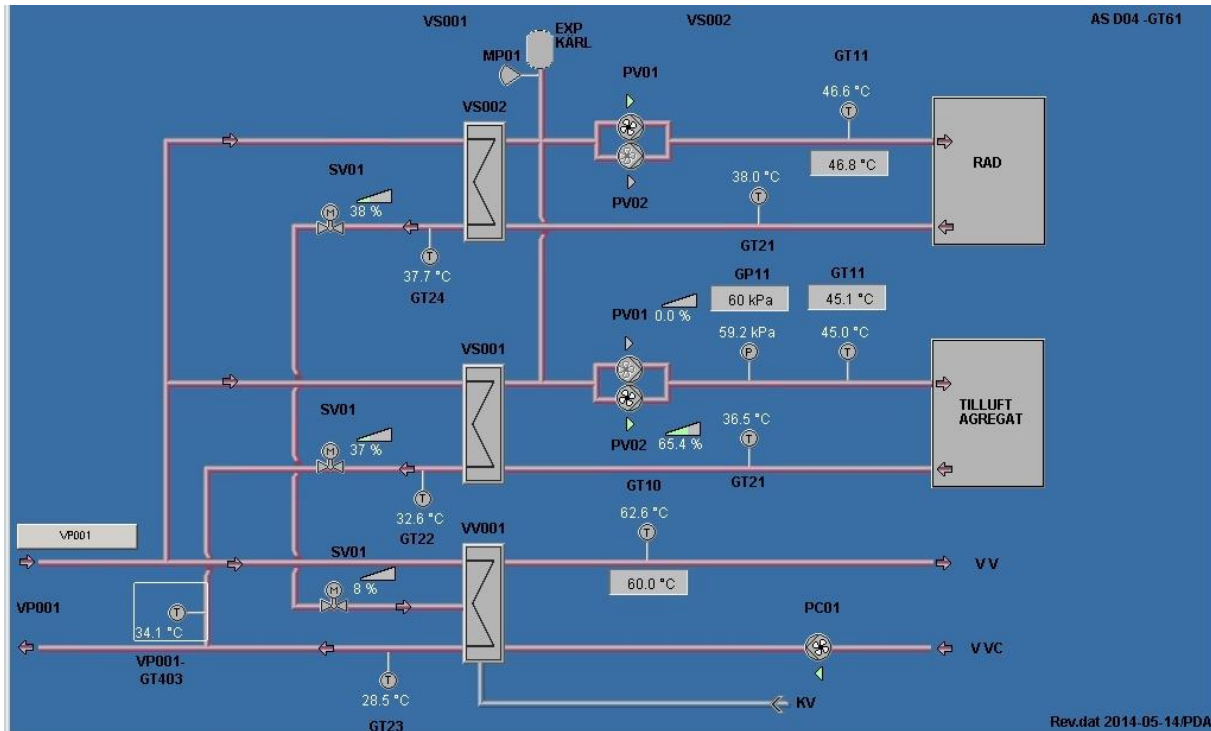 VS001
VS002
AS D04 -GT61
EXP
KÄRL
MP01
PV01
GT11
VS002
46.6 °C
T
46.8 °C
RAD
SV01
M
38 %
PV02
38.0 °C
T
GT21
T
37.7 °C
GT24
GP11
GT11
PV01
0.0 %
60 kPa
45.1 °C
59.2 kPa
45.0 °C
P
T
VS001
TILLUFT
AGREGAT
SV01
M
37 %
PV02
65.4 %
36.5 °C
T
GT21
T
32.6 °C
GT22
GT10
62.6 °C
T
VV001
VP001
SV01
M
8 %
60.0 °C
V V
VP001
T
34.1 °C
PC01
V VC
VP001-
GT403
T
28.5 °C
GT23
KV
Rev.dat 2014-05-14/PDA